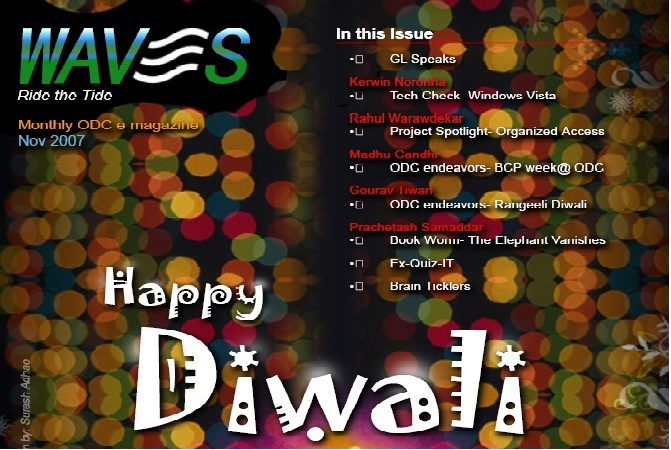 WAVES
Ride the Tide
Monthly ODC e magazine
Nov 2007
In this Issue
GL Speaks
Kerwin Noronha
Tech Check Windows Vista
Rahul Warawdekar
Project Spotlight- Organized Access
Madhu Gandhi
ODC endeavors- BCP week@ ODC
Gourav Tiwari
ODC endeavors- Rangeeli Diwali
Prachetash Samaddar
Book Worm- The Elephant Vanishes
Ex-Quiz-IT
Brain Ticklers
Happy
Diwali
by: Suresh Adhao